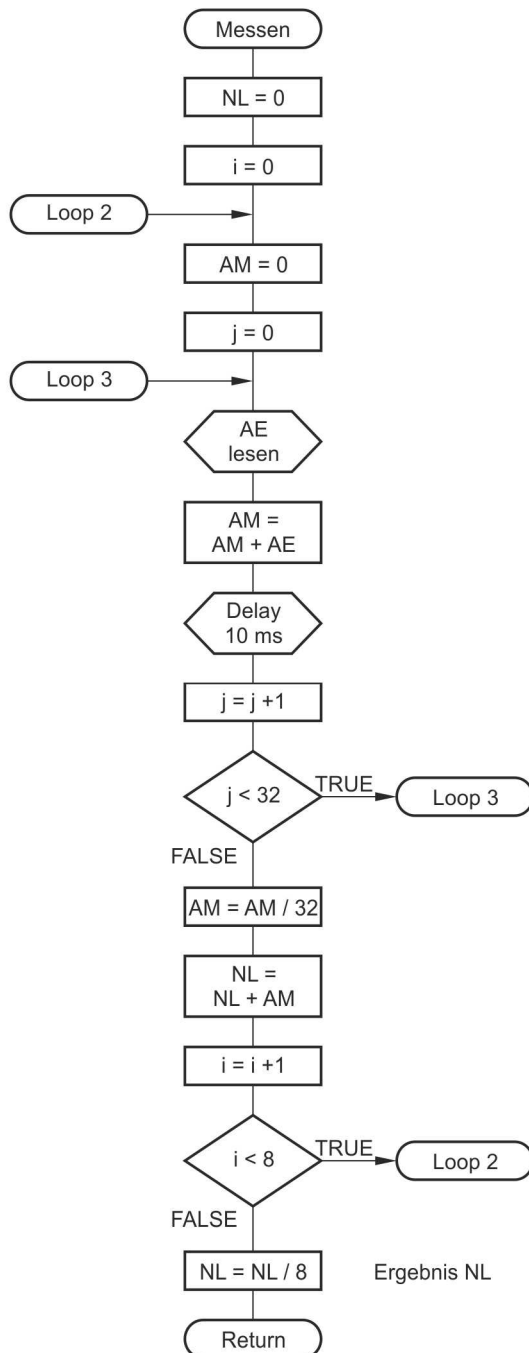 Messen
NL = 0
i = 0
Loop 2
AM = 0
j = 0
Loop 3
AE
lesen
AM =
AM + AE
Delay
10 ms
j = j +1
j < 32
TRUE
Loop 3
FALSE
AM = AM / 32
NL =
NL + AM
i = i +1
i < 8
TRUE
Loop 2
FALSE
NL = NL / 8
Ergebnis NL
Return